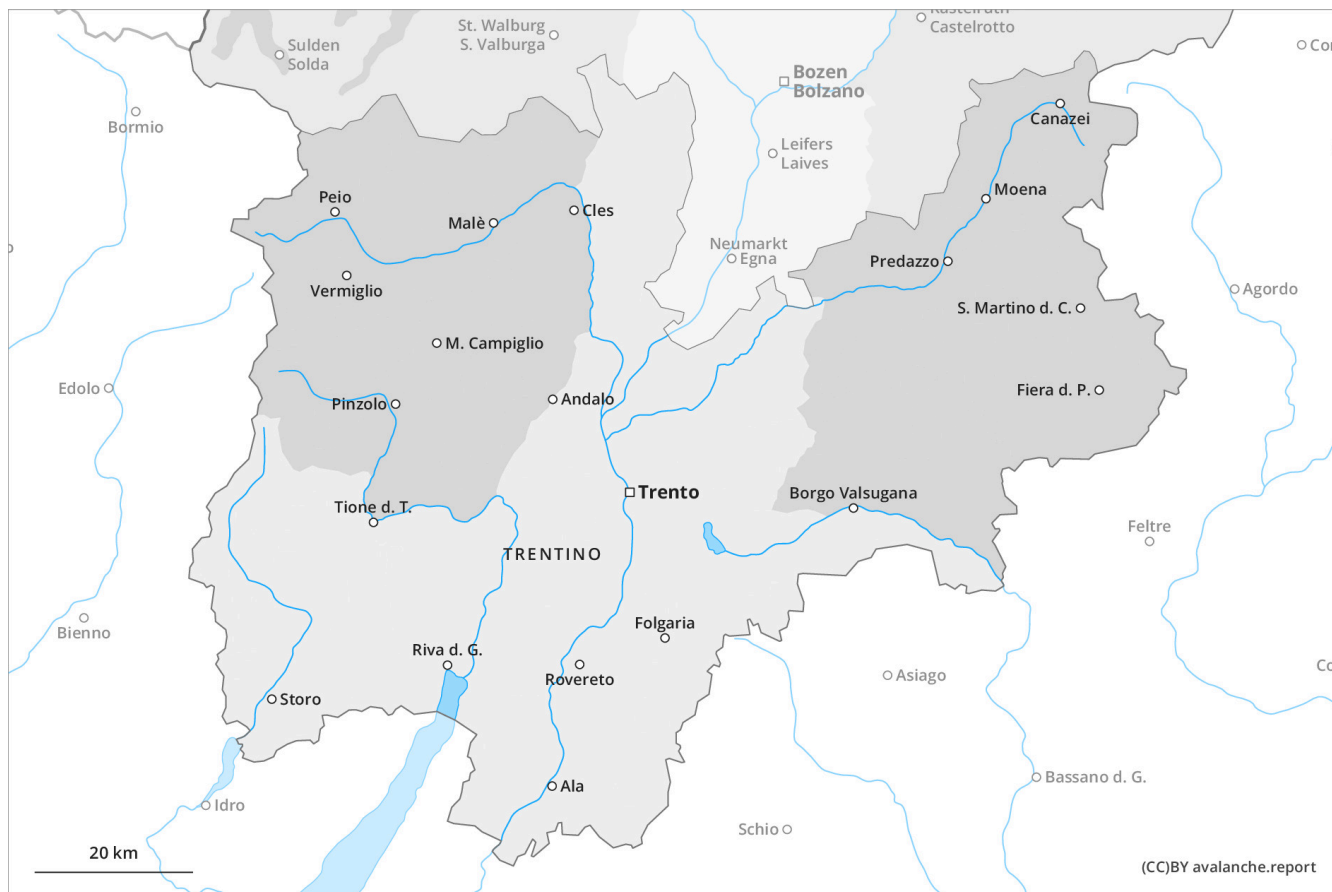 St. Walburg
S. Valburga
Castelrotto
Sulden
Solda
Bozen
Bolzano
Bormio
Canazei
Leifers
Laives
Peio
Malè
Cles
Moena
Neumarkt
Egna
Predazzo
Vermiglio
Agordo
S. Martino d. C.
M. Campiglio
Edolo
Fiera d. P.
Pinzolo
Andalo
Trento
Borgo Valsugana
Tione d. T.
Feltre
TRENTINO
Bienno
Folgaria
Riva d. G.
Rovereto
Asiago
Storo
Bassano d. G.
Ala
Idro
Schio
20 km
(CC)BY avalanche.report